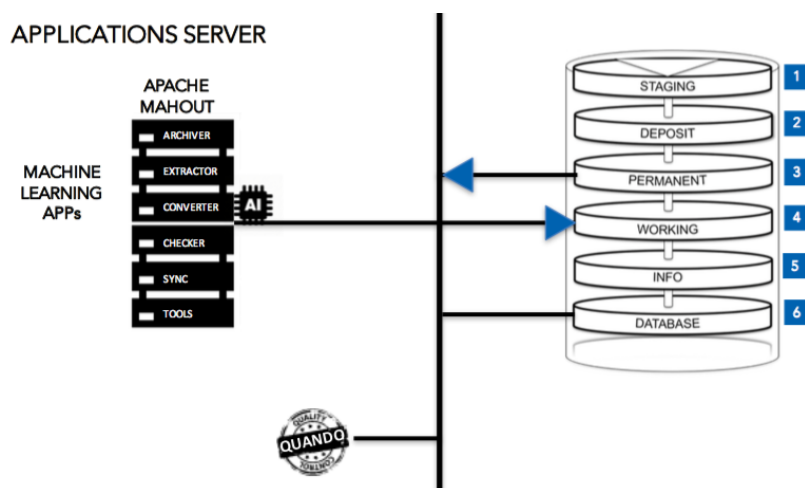 APPLICATIONS SERVER
APACHE
MAHOUT
MACHINE
LEARNING
APPs
ARCHIVER
EXTRACTOR
CONVERTER
CHECKER
SYNC
TOOLS
AI
STAGING
1
DEPOSIT
2
PERMANENT
3
WORKING
4
INFO
5
DATABASE
6
QUALITY
QUANDO
CONTROL